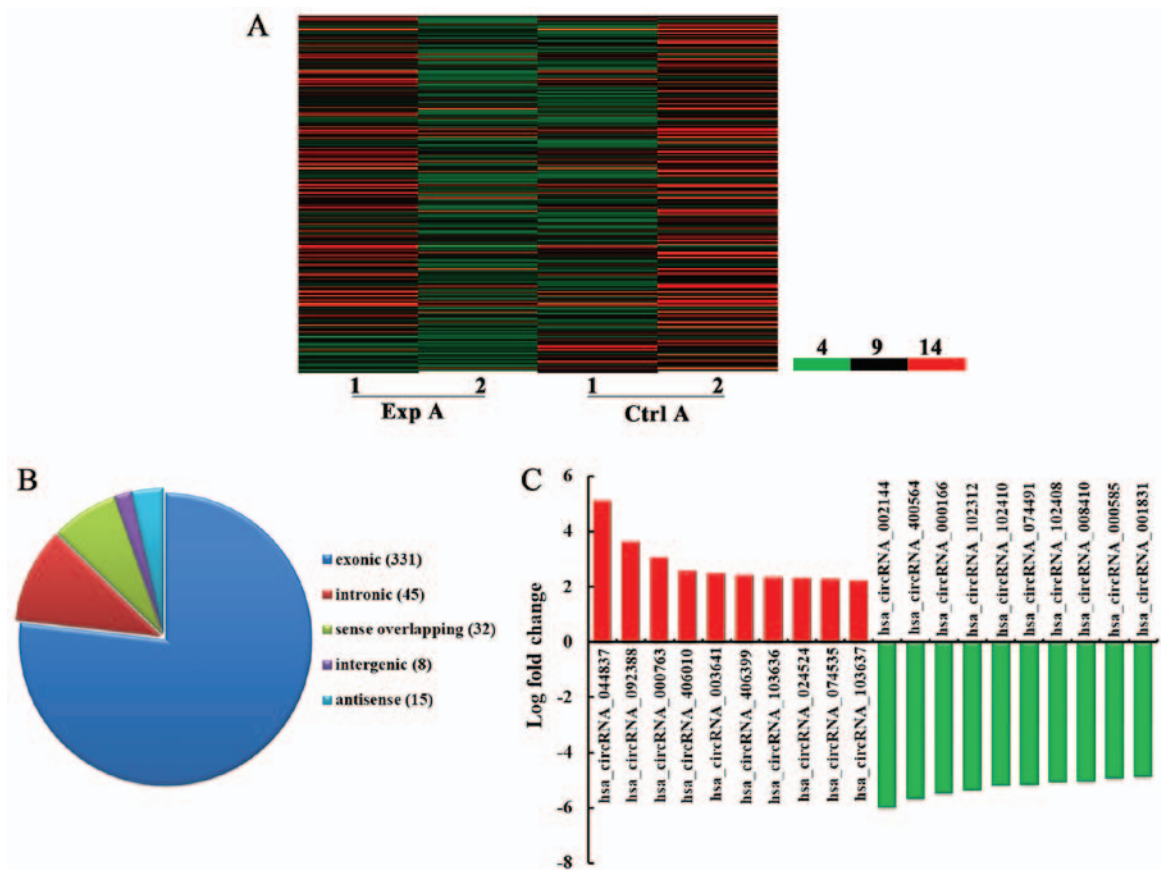 A
4 9 14
1 2 1 2
Exp A Ctrl A
B
exonic (331)
intronic (45)
sense overlapping (32)
intergenic (8)
antisense (15)
C
Log fold change
6
4
2
0
-2
-4
-6
-8
hsa_circRNA_044837
hsa_circRNA_092388
hsa_circRNA_000763
hsa_circRNA_406010
hsa_circRNA_003641
hsa_circRNA_406399
hsa_circRNA_103636
hsa_circRNA_024524
hsa_circRNA_074535
hsa_circRNA_103637
hsa_circRNA_002144
hsa_circRNA_400564
hsa_circRNA_000166
hsa_circRNA_102312
hsa_circRNA_102410
hsa_circRNA_074491
hsa_circRNA_102408
hsa_circRNA_008410
hsa_circRNA_000585
hsa_circRNA_001831